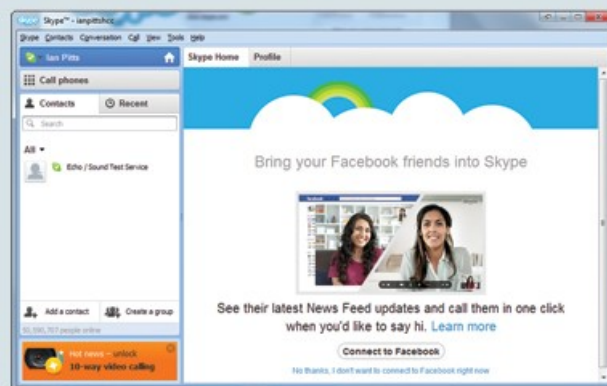 Skype™ - ianpittshcc
Skype Contacts Conversation Call View Tools Help
Ian Pitts
Skype Home Profile
Call phones
Contacts Recent
Search
All
Echo / Sound Test Service
Bring your Facebook friends into Skype
See their latest News Feed updates and call them in one click
when you'd like to say hi. Learn more
Connect to Facebook
No thanks, I don't want to connect to Facebook right now
Add a contact Create a group
people online
Hot news – unlock
10-way video calling